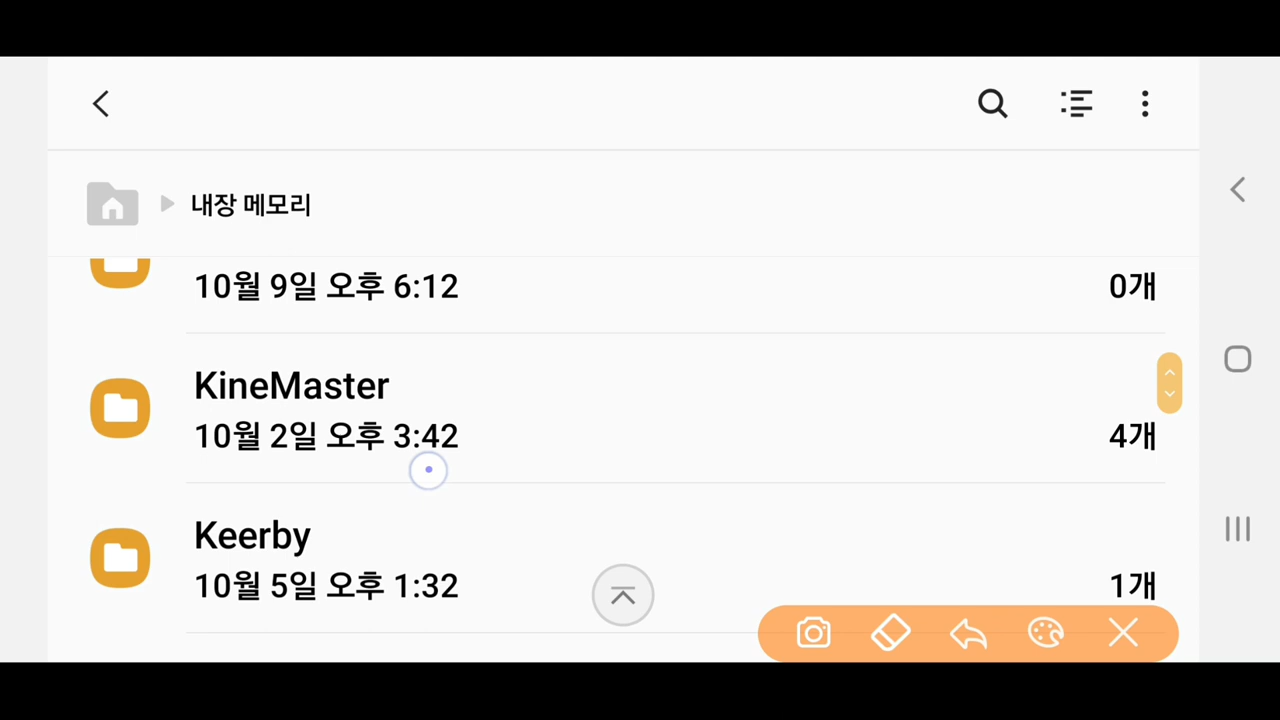 내장 메모리
10월 9일 오후 6:12
0개
KineMaster
10월 2일 오후 3:42
4개
Keerby
10월 5일 오후 1:32
1개